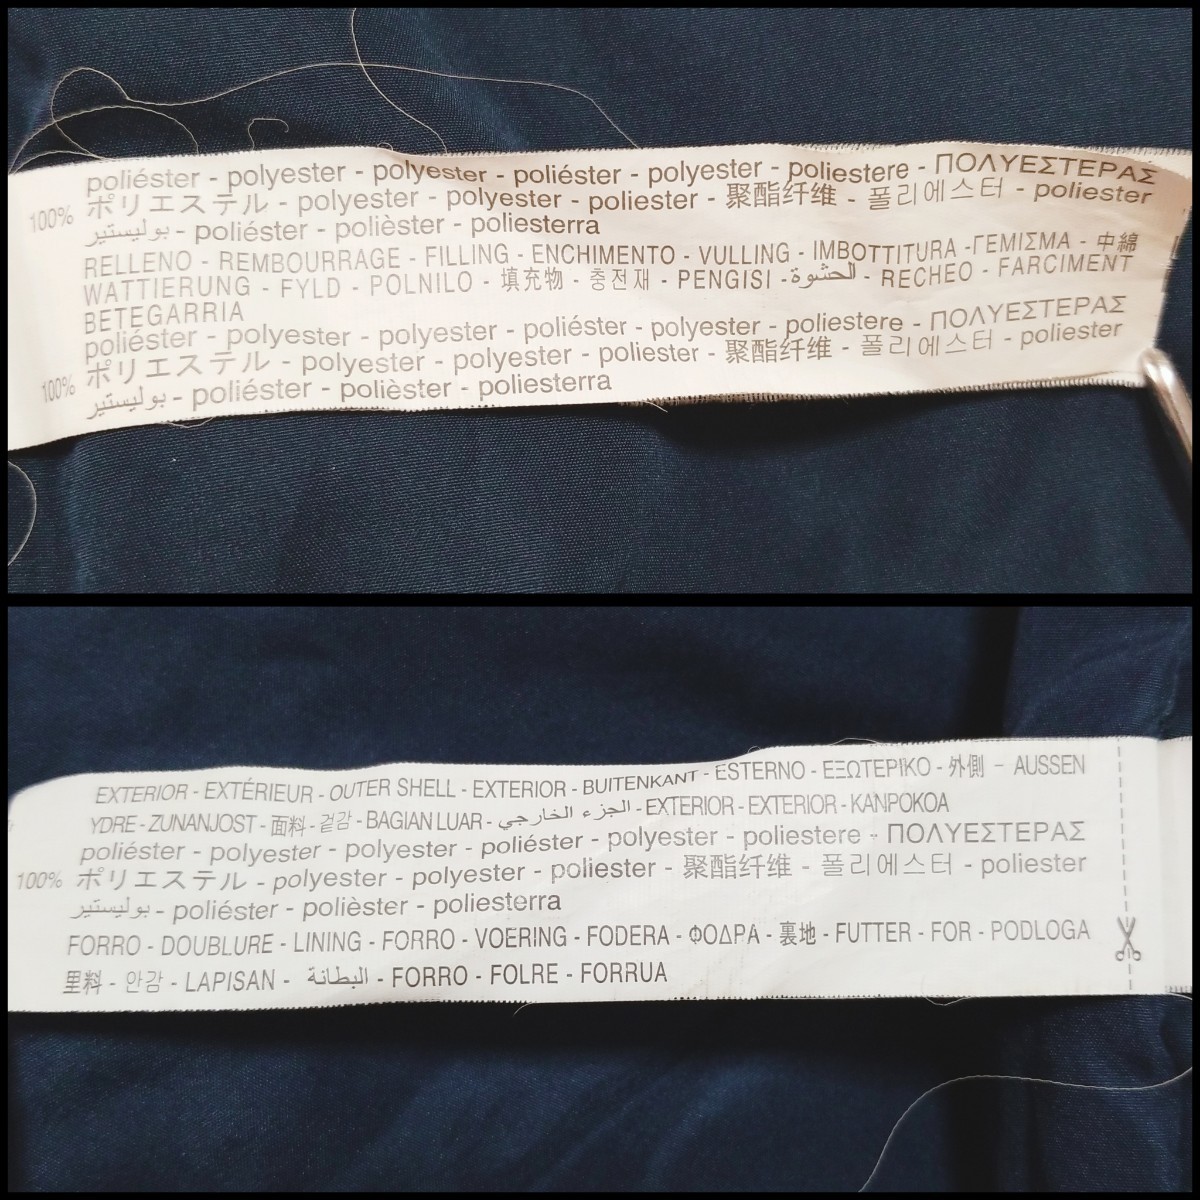 poliéster - polyester - polyester - poliéster - polyester - poliestere - ΠΟΛΥΕΣΤΕΡΑΣ
100% ポリエステル - polyester - polyester - poliester - 聚酯纤维 - 폴리에스터 - poliester
بوليستير - poliéster - polièster - poliesterra
RELLENO - REMBOURRAGE - FILLING - ENCHIMENTO - VULLING - IMBOTTITURA -ΓΕΜΙΣΜΑ - 中綿
WATTIERUNG - FYLD - POLNILO - 填充物 - 충전재 - PENGISI - الحشوة - RECHEO - FARCIMENT
BETEGARRIA
poliéster - polyester - polyester - poliéster - polyester - poliestere - ΠΟΛΥΕΣΤΕΡΑΣ
100% ポリエステル - polyester - polyester - poliester - 聚酯纤维 - 폴리에스터 - poliester
بوليستير - poliéster - polièster - poliesterra
EXTERIOR - EXTÉRIEUR - OUTER SHELL - EXTERIOR - BUITENKANT - ESTERNO - ΕΞΩΤΕΡΙΚΟ - 外側 - AUSSEN
YDRE - ZUNANJOST - 面料 - 겉감 - BAGIAN LUAR - الجزء الخارجي - EXTERIOR - EXTERIOR - KANPOKOA
poliéster - polyester - polyester - poliéster - polyester - poliestere - ΠΟΛΥΕΣΤΕΡΑΣ
100% ポリエステル - polyester - polyester - poliester - 聚酯纤维 - 폴리에스터 - poliester
بوليستير - poliéster - polièster - poliesterra
FORRO - DOUBLURE - LINING - FORRO - VOERING - FODERA - ΦΟΔΡΑ - 裏地 - FUTTER - FOR - PODLOGA
里料 - 안감 - LAPISAN - البطانة - FORRO - FOLRE - FORRUA